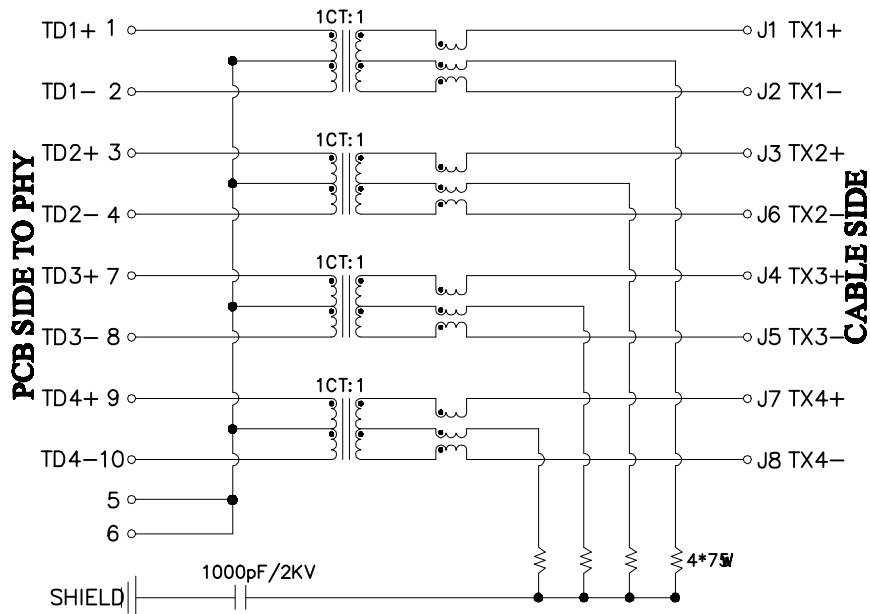 1CT:1
TD1+ 1
J1 TX1+
TD1- 2
J2 TX1-
1CT:1
TD2+ 3
J3 TX2+
TD2- 4
J6 TX2-
1CT:1
TD3+ 7
J4 TX3+
TD3- 8
J5 TX3-
1CT:1
TD4+ 9
J7 TX4+
TD4-10
J8 TX4-
5
6
1000pF/2KV
SHIELD
PCB SIDE TO PHY
CABLE SIDE